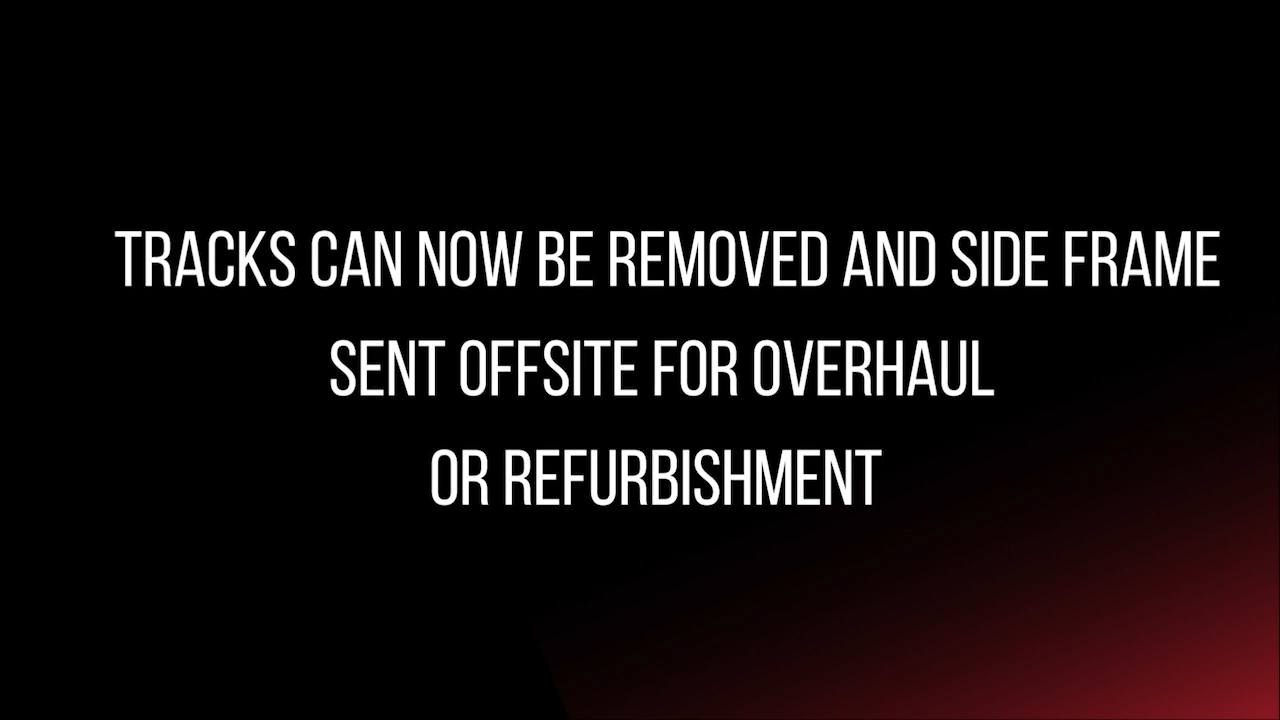 TRACKS CAN NOW BE REMOVED AND SIDE FRAME
SENT OFFSITE FOR OVERHAUL
OR REFURBISHMENT